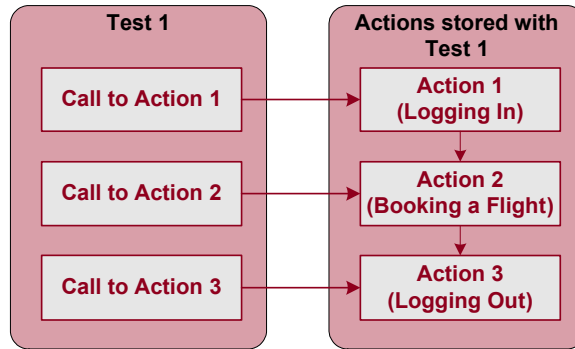 Test 1
Call to Action 1
Call to Action 2
Call to Action 3
Actions stored with
Test 1
Action 1
(Logging In)
Action 2
(Booking a Flight)
Action 3
(Logging Out)